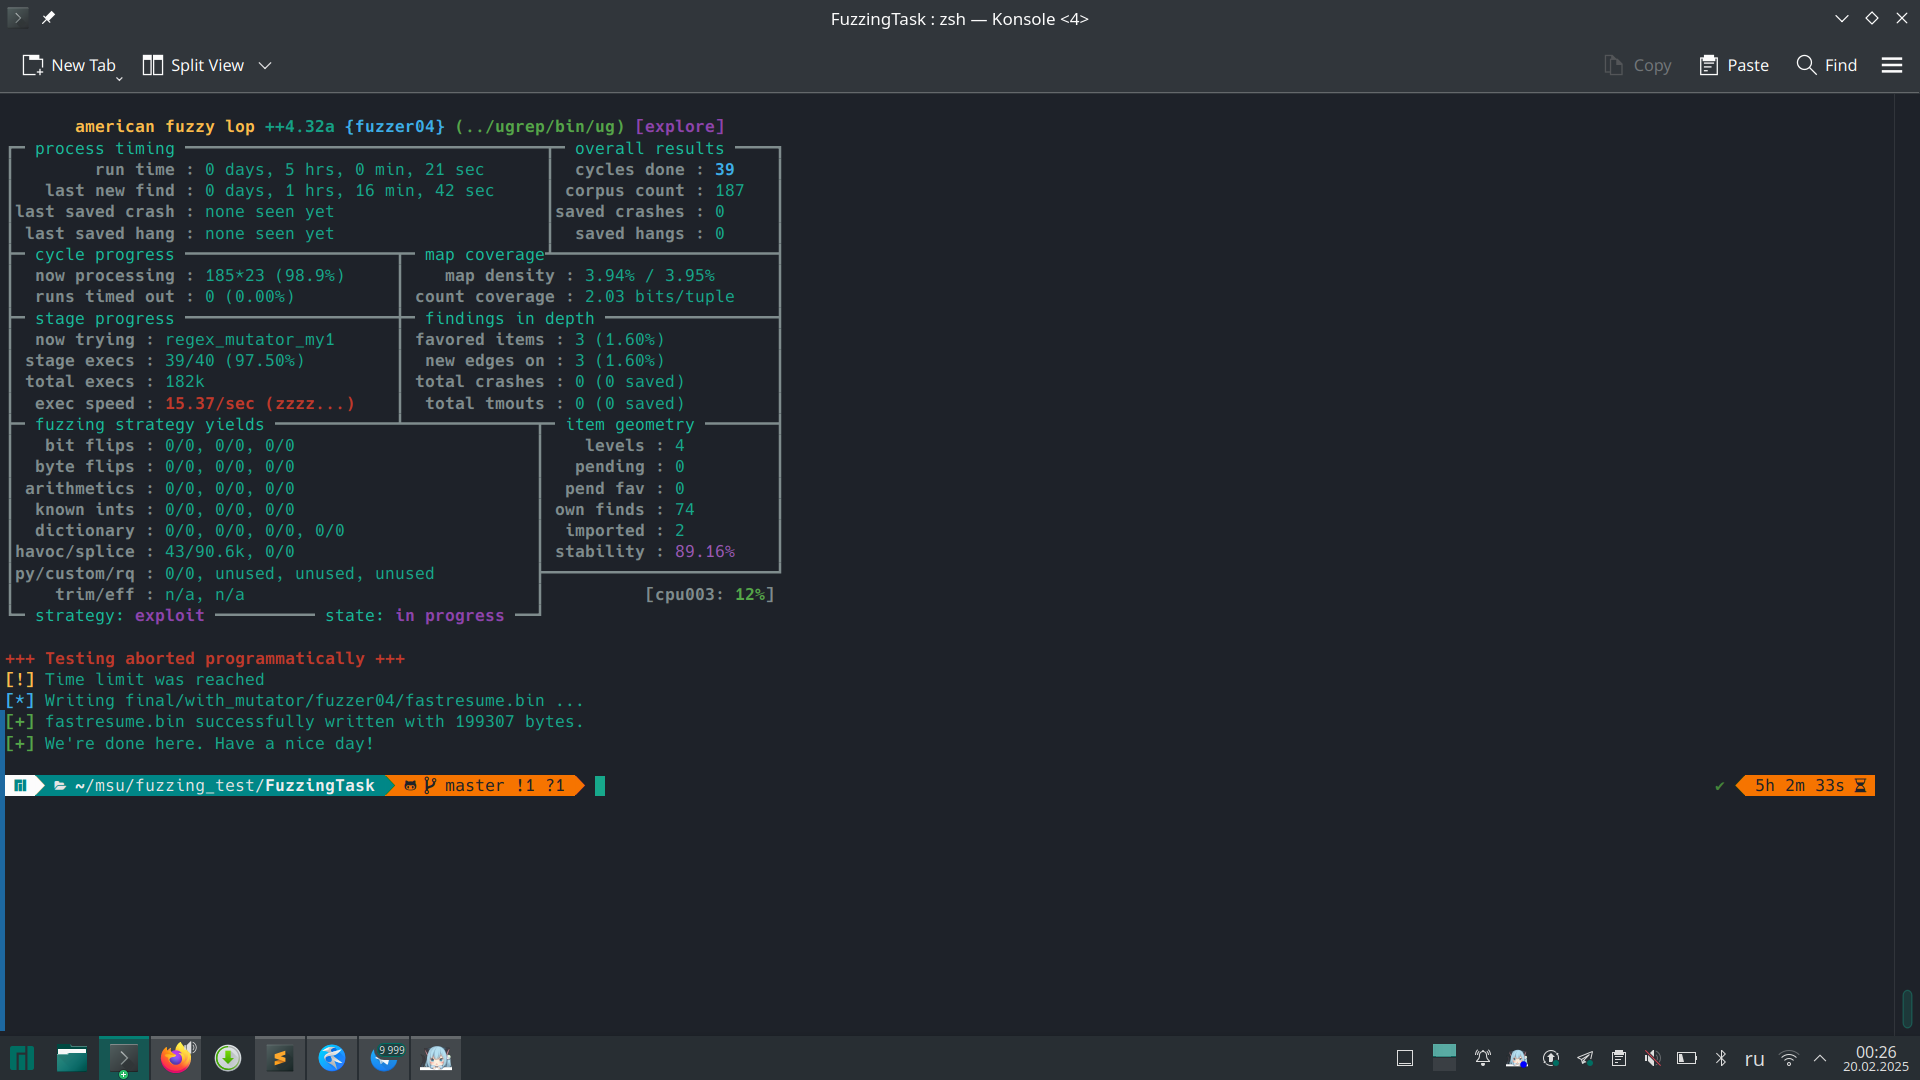 FuzzingTask : zsh — Konsole <4>
New Tab Split View Copy Paste Find
american fuzzy lop ++4.32a {fuzzer04} (../ugrep/bin/ug) [explore]
process timing overall results
run time : 0 days, 5 hrs, 0 min, 21 sec cycles done : 39
last new find : 0 days, 1 hrs, 16 min, 42 sec corpus count : 187
last saved crash : none seen yet saved crashes : 0
last saved hang : none seen yet saved hangs : 0
cycle progress map coverage
now processing : 185*23 (98.9%) map density : 3.94% / 3.95%
runs timed out : 0 (0.00%) count coverage : 2.03 bits/tuple
stage progress findings in depth
now trying : regex_mutator_my1 favored items : 3 (1.60%)
stage execs : 39/40 (97.50%) new edges on : 3 (1.60%)
total execs : 182k total crashes : 0 (0 saved)
exec speed : 15.37/sec (zzzz...) total tmouts : 0 (0 saved)
fuzzing strategy yields item geometry
bit flips : 0/0, 0/0, 0/0 levels : 4
byte flips : 0/0, 0/0, 0/0 pending : 0
arithmetics : 0/0, 0/0, 0/0 pend fav : 0
known ints : 0/0, 0/0, 0/0 own finds : 74
dictionary : 0/0, 0/0, 0/0, 0/0 imported : 2
havoc/splice : 43/90.6k, 0/0 stability : 89.16%
py/custom/rq : 0/0, unused, unused, unused
trim/eff : n/a, n/a [cpu003: 12%]
strategy: exploit state: in progress
+++ Testing aborted programmatically +++
[!] Time limit was reached
[*] Writing final/with_mutator/fuzzer04/fastresume.bin ...
[+] fastresume.bin successfully written with 199307 bytes.
[+] We're done here. Have a nice day!
~/msu/fuzzing_test/FuzzingTask master !1 ?1 ✔ 5h 2m 33s
9 999
ru
00:26
20.02.2025